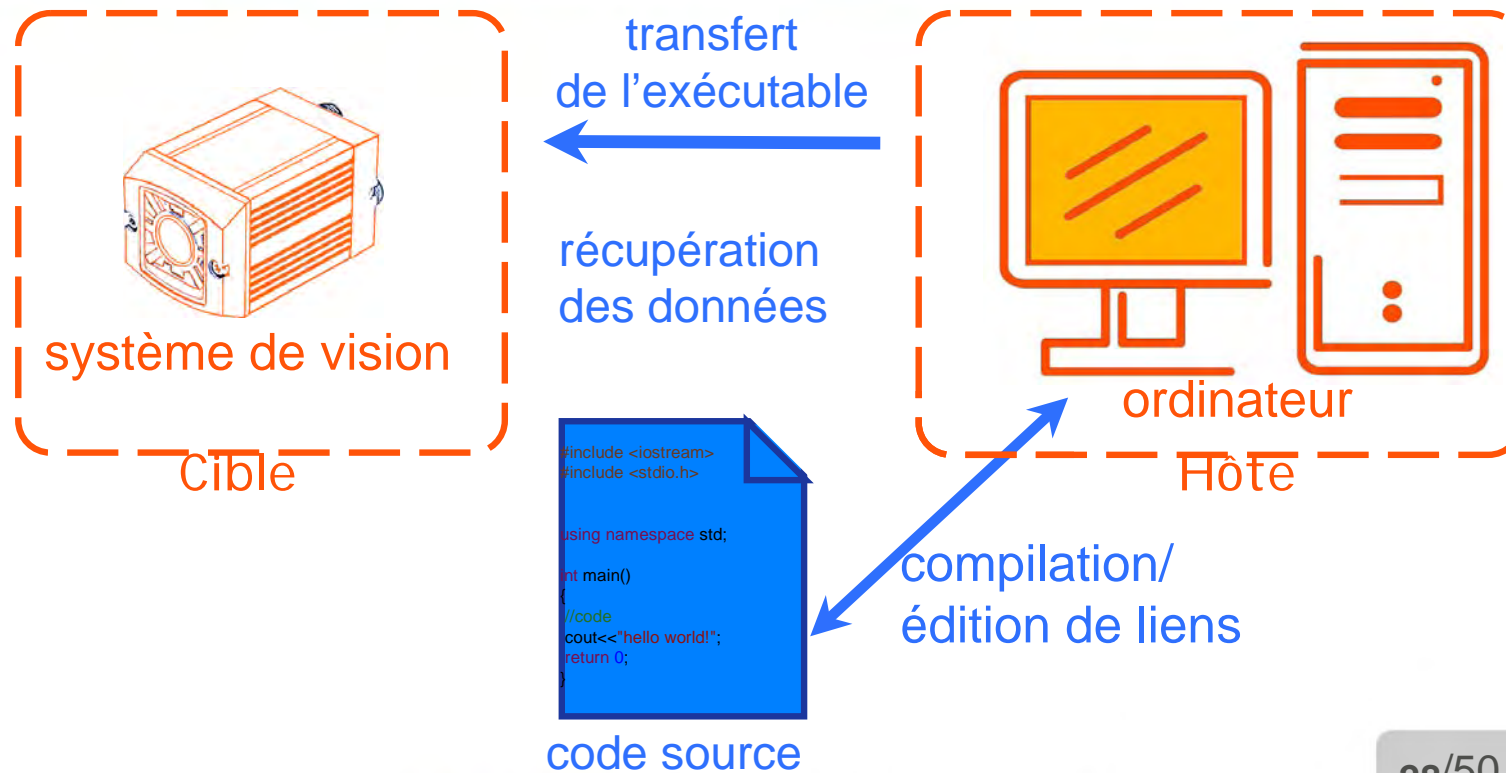 transfert
de l'exécutable
récupération
des données
système de vision
Cible
ordinateur
Hôte
#include <iostream>
#include <stdio.h>
using namespace std;
int main()
{
//code
cout<<"hello world!";
return 0;
}
compilation/
édition de liens
code source
/50